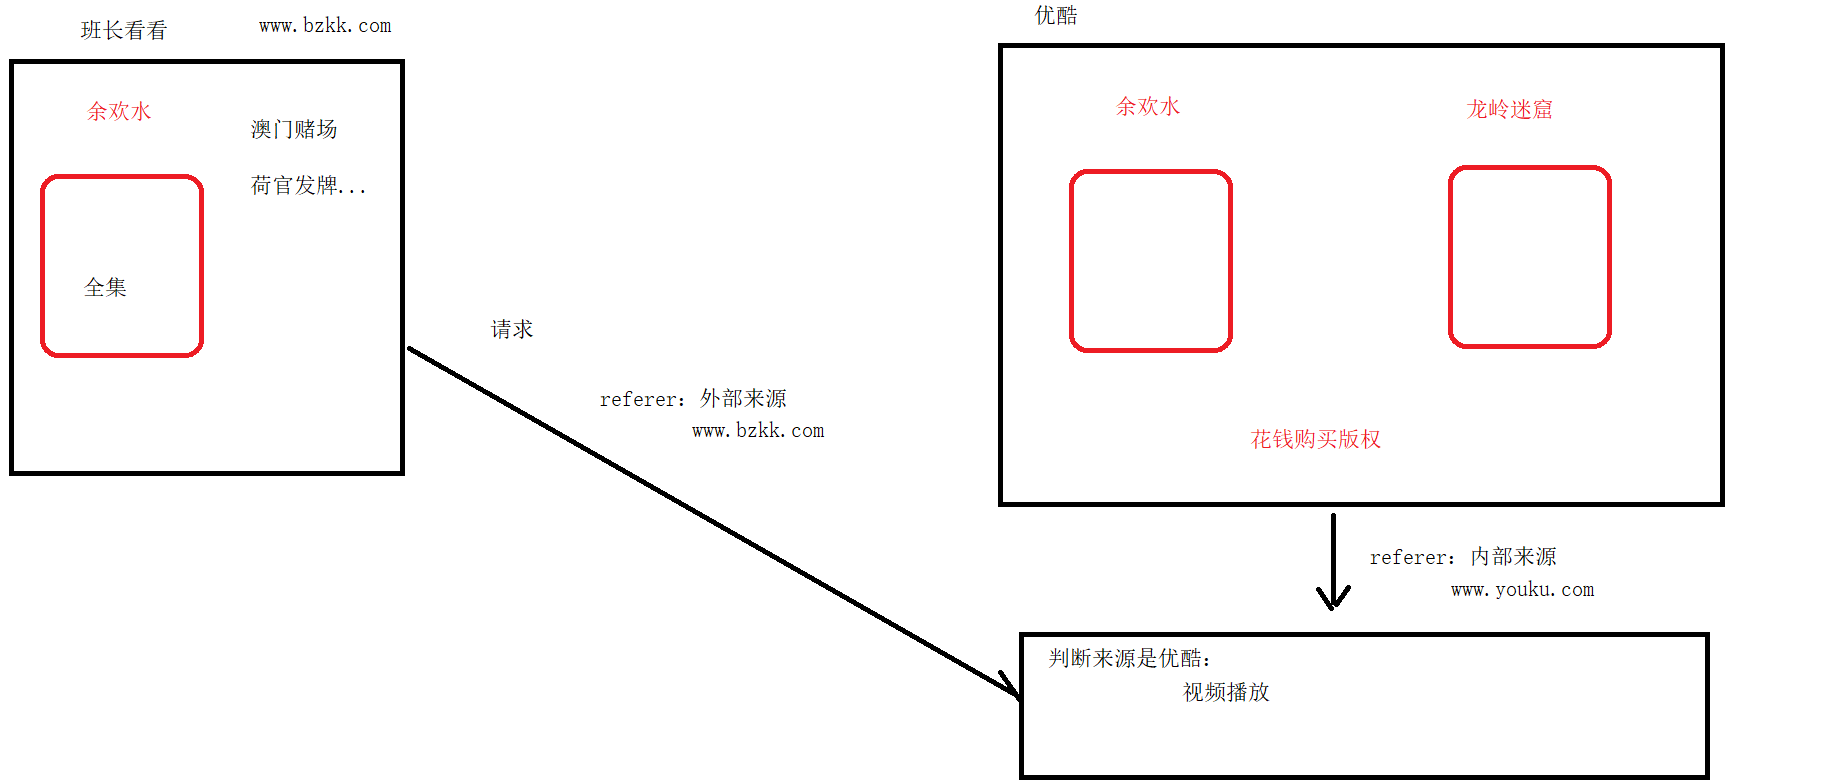 班长看看
www.bzkk.com
余欢水
澳门赌场
荷官发牌...
全集
请求
referer：外部来源
www.bzkk.com
优酷
余欢水
龙岭迷窟
花钱购买版权
referer：内部来源
www.youku.com
判断来源是优酷：
视频播放